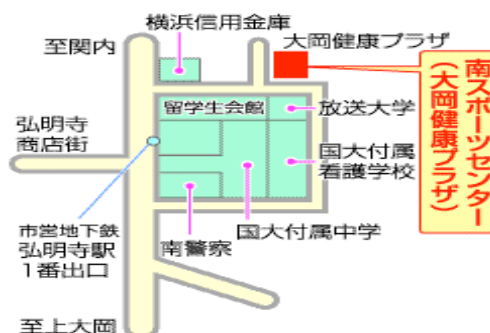 横浜信用金庫
至関内
大岡健康プラザ
留学生会館
放送大学
弘明寺
商店街
国大付属
看護学校
市営地下鉄
弘明寺駅
1番出口
南警察
国大付属中学
至上大岡
南スポーツセンター
(大岡健康プラザ)